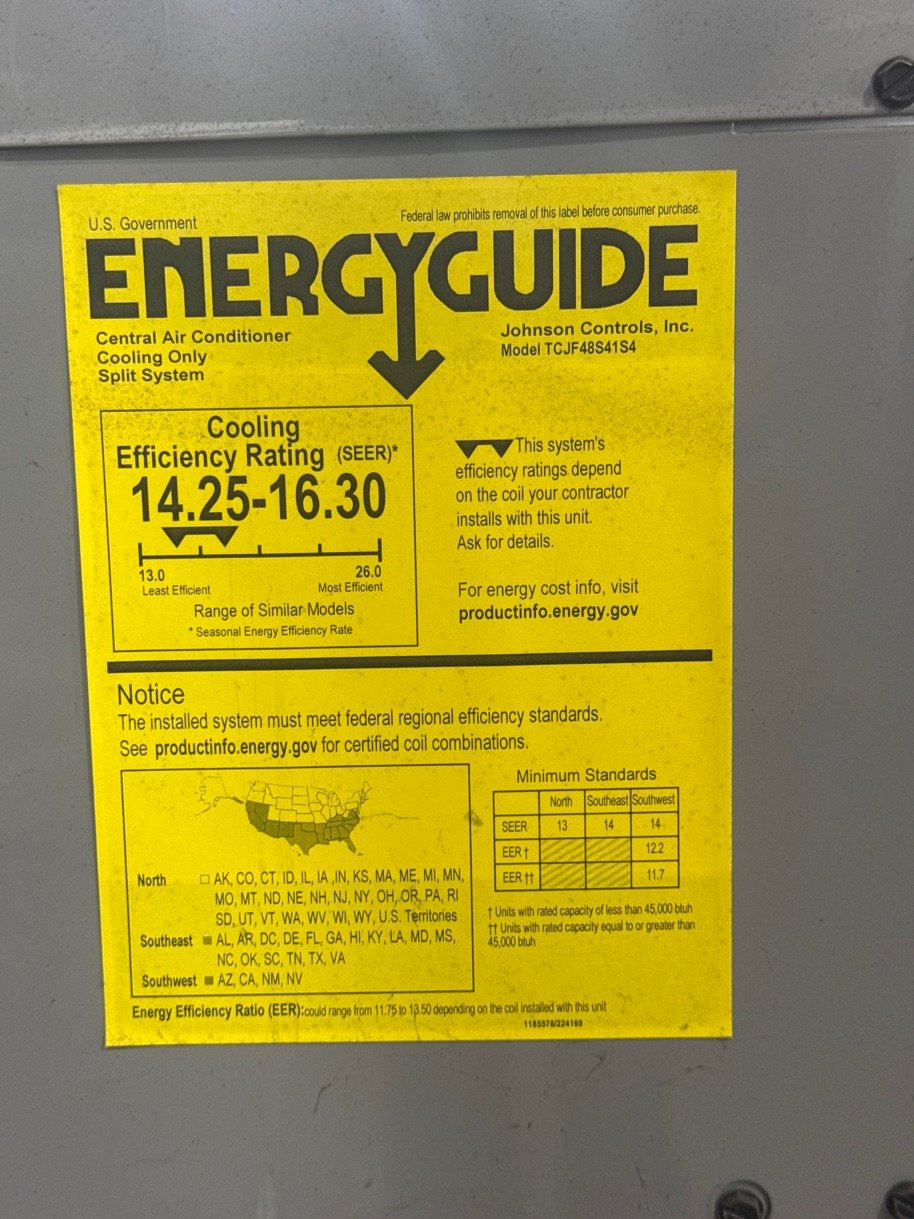 U.S. Government
Federal law prohibits removal of this label before consumer purchase.
ENERGYGUIDE
Central Air Conditioner
Cooling Only
Split System
Johnson Controls, Inc.
Model TCJF48S41S4
Cooling
Efficiency Rating (SEER)*
14.25-16.30
13.0 26.0
Least Efficient Most Efficient
Range of Similar Models
* Seasonal Energy Efficiency Rate
This system's
efficiency ratings depend
on the coil your contractor
installs with this unit.
Ask for details.
For energy cost info, visit
productinfo.energy.gov
Notice
The installed system must meet federal regional efficiency standards.
See productinfo.energy.gov for certified coil combinations.
North AK, CO, CT, ID, IL, IA ,IN, KS, MA, ME, MI, MN,
MO, MT, ND, NE, NH, NJ, NY, OH, OR, PA, RI
SD, UT, VT, WA, WV, WI, WY, U.S. Territories
Southeast AL, AR, DC, DE, FL, GA, HI, KY, LA, MD, MS,
NC, OK, SC, TN, TX, VA
Southwest AZ, CA, NM, NV
Minimum Standards
North Southeast Southwest
SEER 13 14 14
EER † 12.2
EER †† 11.7
† Units with rated capacity of less than 45,000 btuh
†† Units with rated capacity equal to or greater than
45,000 btuh
Energy Efficiency Ratio (EER):could range from 11.75 to 13.50 depending on the coil installed with this unit
1185578/224169